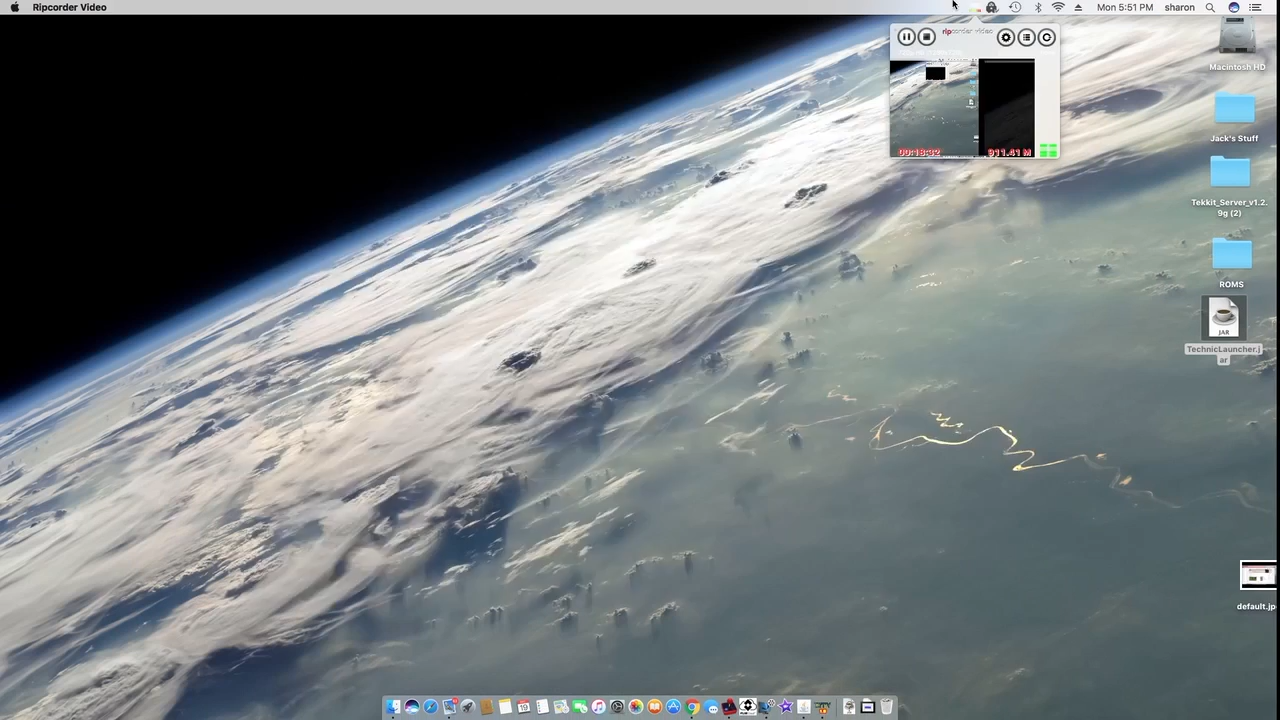 Ripcorder Video
Mon 5:51 PM sharon
ripcorder video
00:18:32
911.41 M
Macintosh HD
Jack's Stuff
Tekkit_Server_v1.2.
9g (2)
ROMS
JAR
TechnicLauncher.j
ar
default.jp